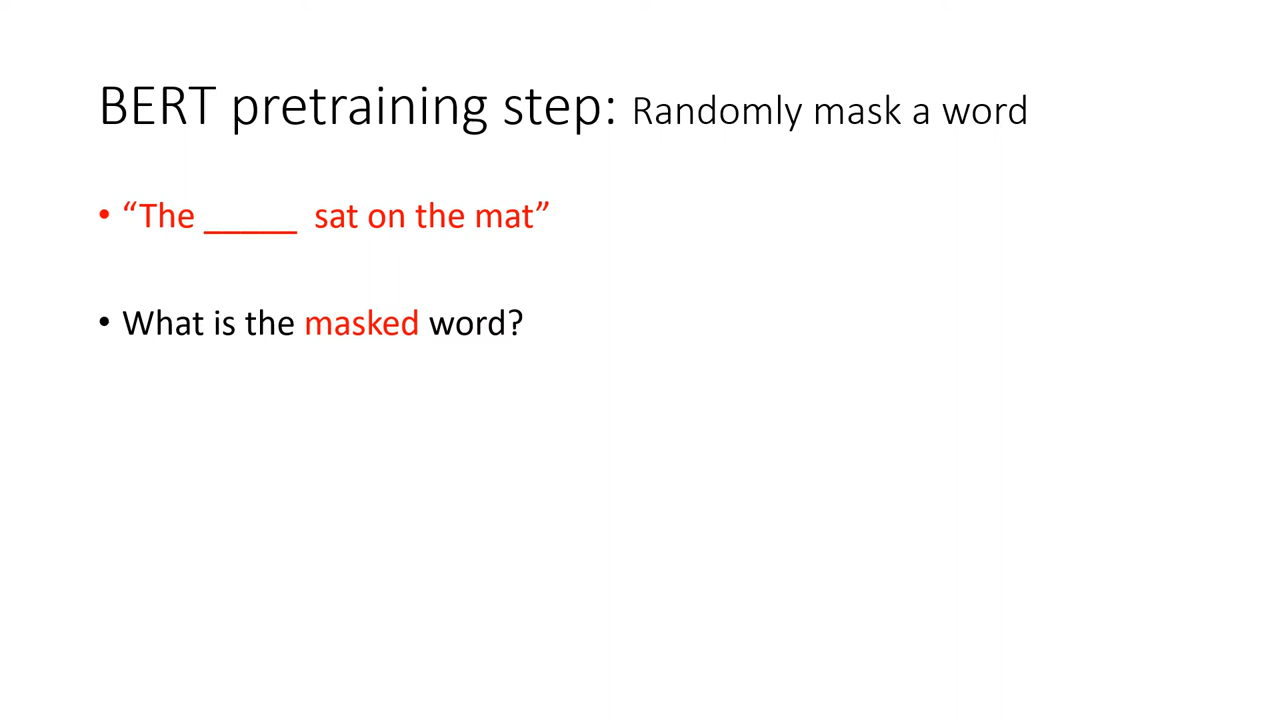 BERT pretraining step: Randomly mask a word
• “The _____ sat on the mat”
• What is the masked word?